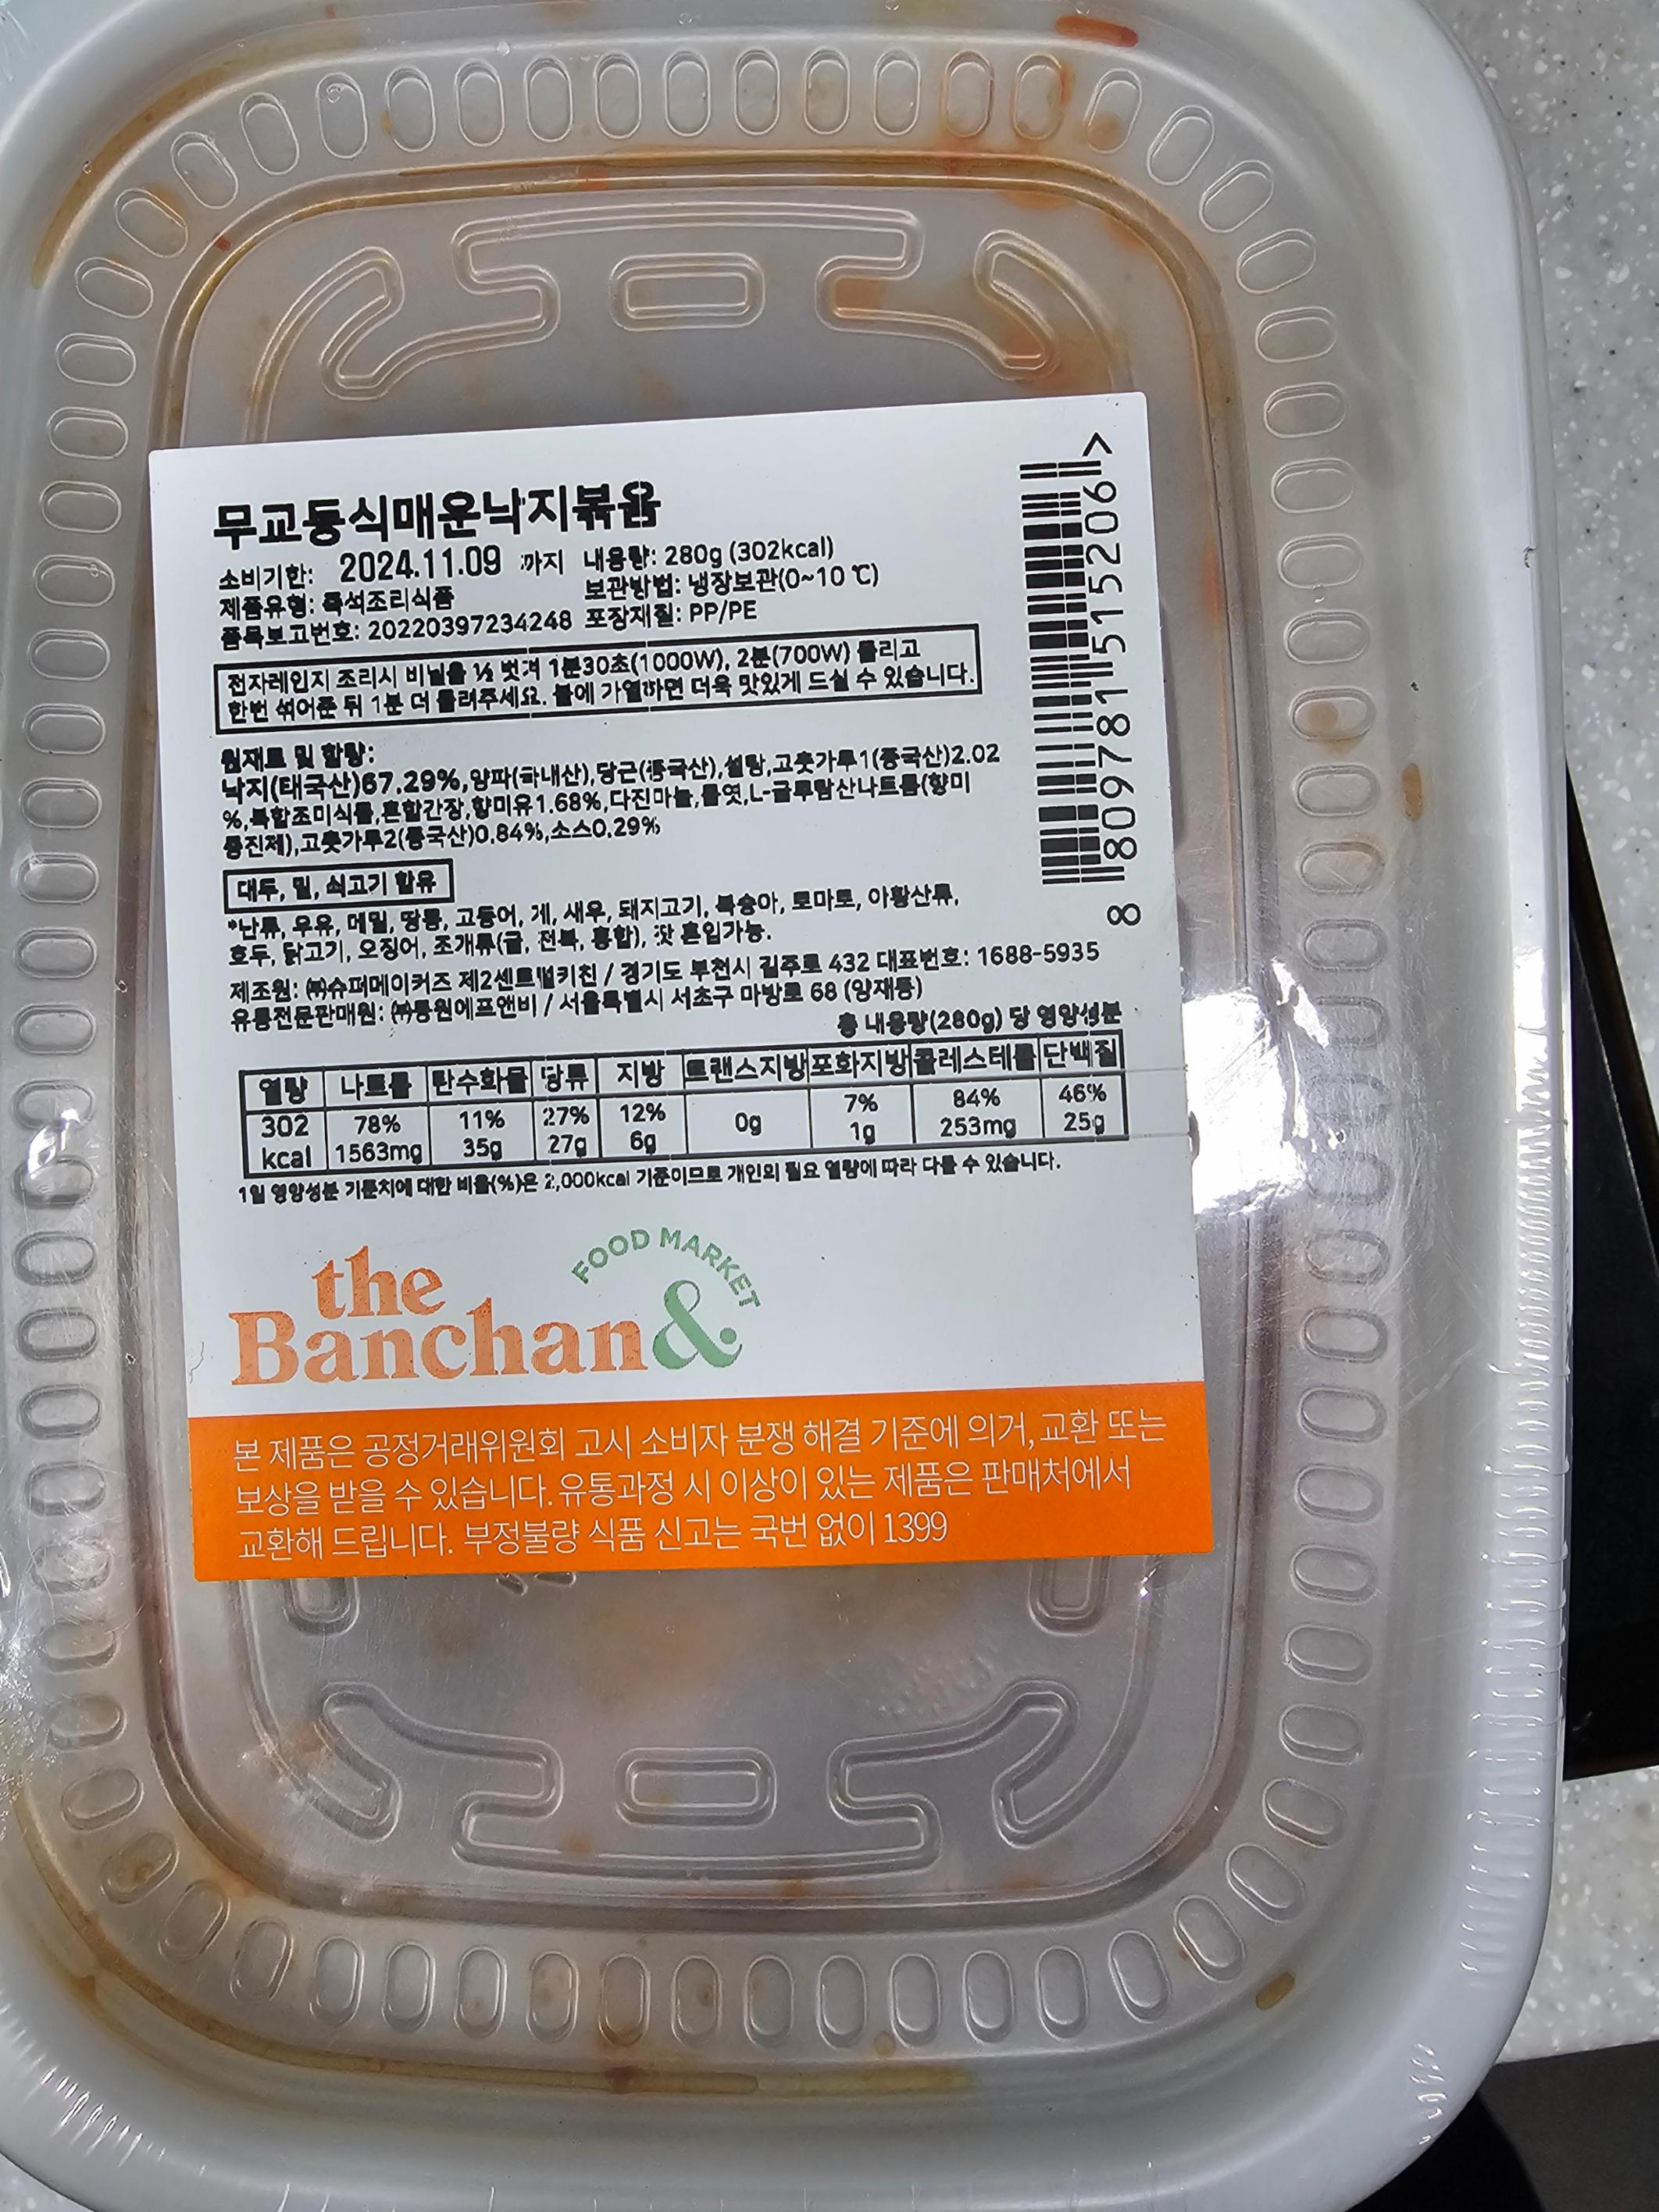 무교동식매운낙지볶음
소비기한: 2024.11.09 까지 내용량: 280g (302kcal)
제품유형: 즉석조리식품 보관방법: 냉장보관(0~10 ℃)
품목보고번호: 20220397234248 포장재질: PP/PE
전자레인지 조리시 비닐을 ½ 벗겨 1분30초(1000W), 2분(700W) 돌리고
한번 섞어준 뒤 1분 더 돌려주세요. 불에 가열하면 더욱 맛있게 드실 수 있습니다.
원재료 및 함량:
낙지(태국산)67.29%,양파(국내산),당근(중국산),설탕,고춧가루1(중국산)2.02
%,복합조미식품,혼합간장,향미유1.68%,다진마늘,물엿,L-글루탐산나트륨(향미
증진제),고춧가루2(중국산)0.84%,소스0.29%
대두, 밀, 쇠고기 함유
*난류, 우유, 메밀, 땅콩, 고등어, 게, 새우, 돼지고기, 복숭아, 토마토, 아황산류,
호두, 닭고기, 오징어, 조개류(굴, 전복, 홍합), 잣 혼입가능.
제조원: ㈜슈퍼메이커즈 제2센트럴키친 / 경기도 부천시 길주로 432 대표번호: 1688-5935
유통전문판매원: ㈜동원에프앤비 / 서울특별시 서초구 마방로 68 (양재동)
총 내용량(280g) 당 영양성분
열량 나트륨 탄수화물 당류 지방 트랜스지방 포화지방 콜레스테롤 단백질
302 78% 11% 27% 12% 0g 7% 84% 46%
kcal 1563mg 35g 27g 6g 1g 253mg 25g
1일 영양성분 기준치에 대한 비율(%)은 2,000kcal 기준이므로 개인의 필요 열량에 따라 다를 수 있습니다.
8 809781 515206 >
the
Banchan&
FOOD MARKET
본 제품은 공정거래위원회 고시 소비자 분쟁 해결 기준에 의거, 교환 또는
보상을 받을 수 있습니다. 유통과정 시 이상이 있는 제품은 판매처에서
교환해 드립니다. 부정불량 식품 신고는 국번 없이 1399